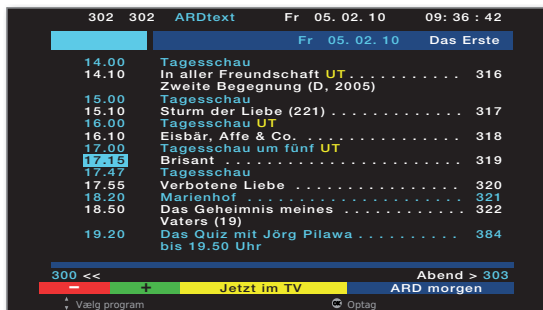 302 302 ARDtext Fr 05. 02. 10 09: 36 : 42
Fr 05. 02. 10 Das Erste
14.00 Tagesschau
14.10 In aller Freundschaft UT . . . . . . . . . . . 316
Zweite Begegnung (D, 2005)
15.00 Tagesschau
15.10 Sturm der Liebe (221) . . . . . . . . . . . . . 317
16.00 Tagesschau UT
16.10 Eisbär, Affe & Co. . . . . . . . . . . . . . . . 318
17.00 Tagesschau um fünf UT
17.15 Brisant . . . . . . . . . . . . . . . . . . . . . . . 319
17.47 Tagesschau
17.55 Verbotene Liebe . . . . . . . . . . . . . . . . 320
18.20 Marienhof . . . . . . . . . . . . . . . . . . . . . 321
18.50 Das Geheimnis meines . . . . . . . . . . . 322
Vaters (19)
19.20 Das Quiz mit Jörg Pilawa . . . . . . . . . . 384
bis 19.50 Uhr
300 << Abend > 303
− + Jetzt im TV ARD morgen
Vælg program Optag